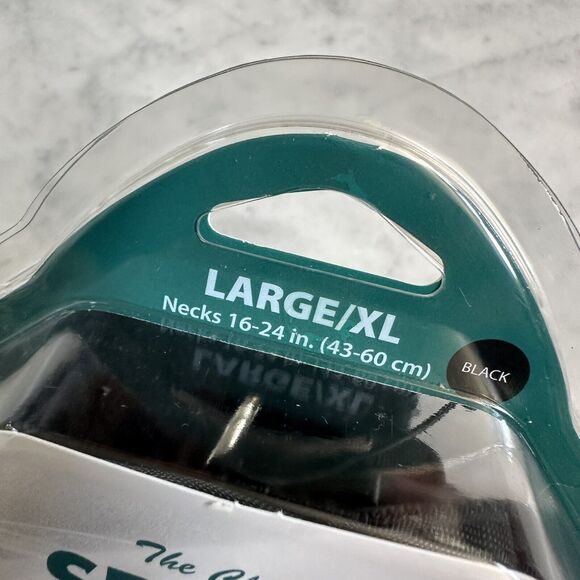 LARGE/XL
Necks 16-24 in. (43-60 cm)
BLACK
The